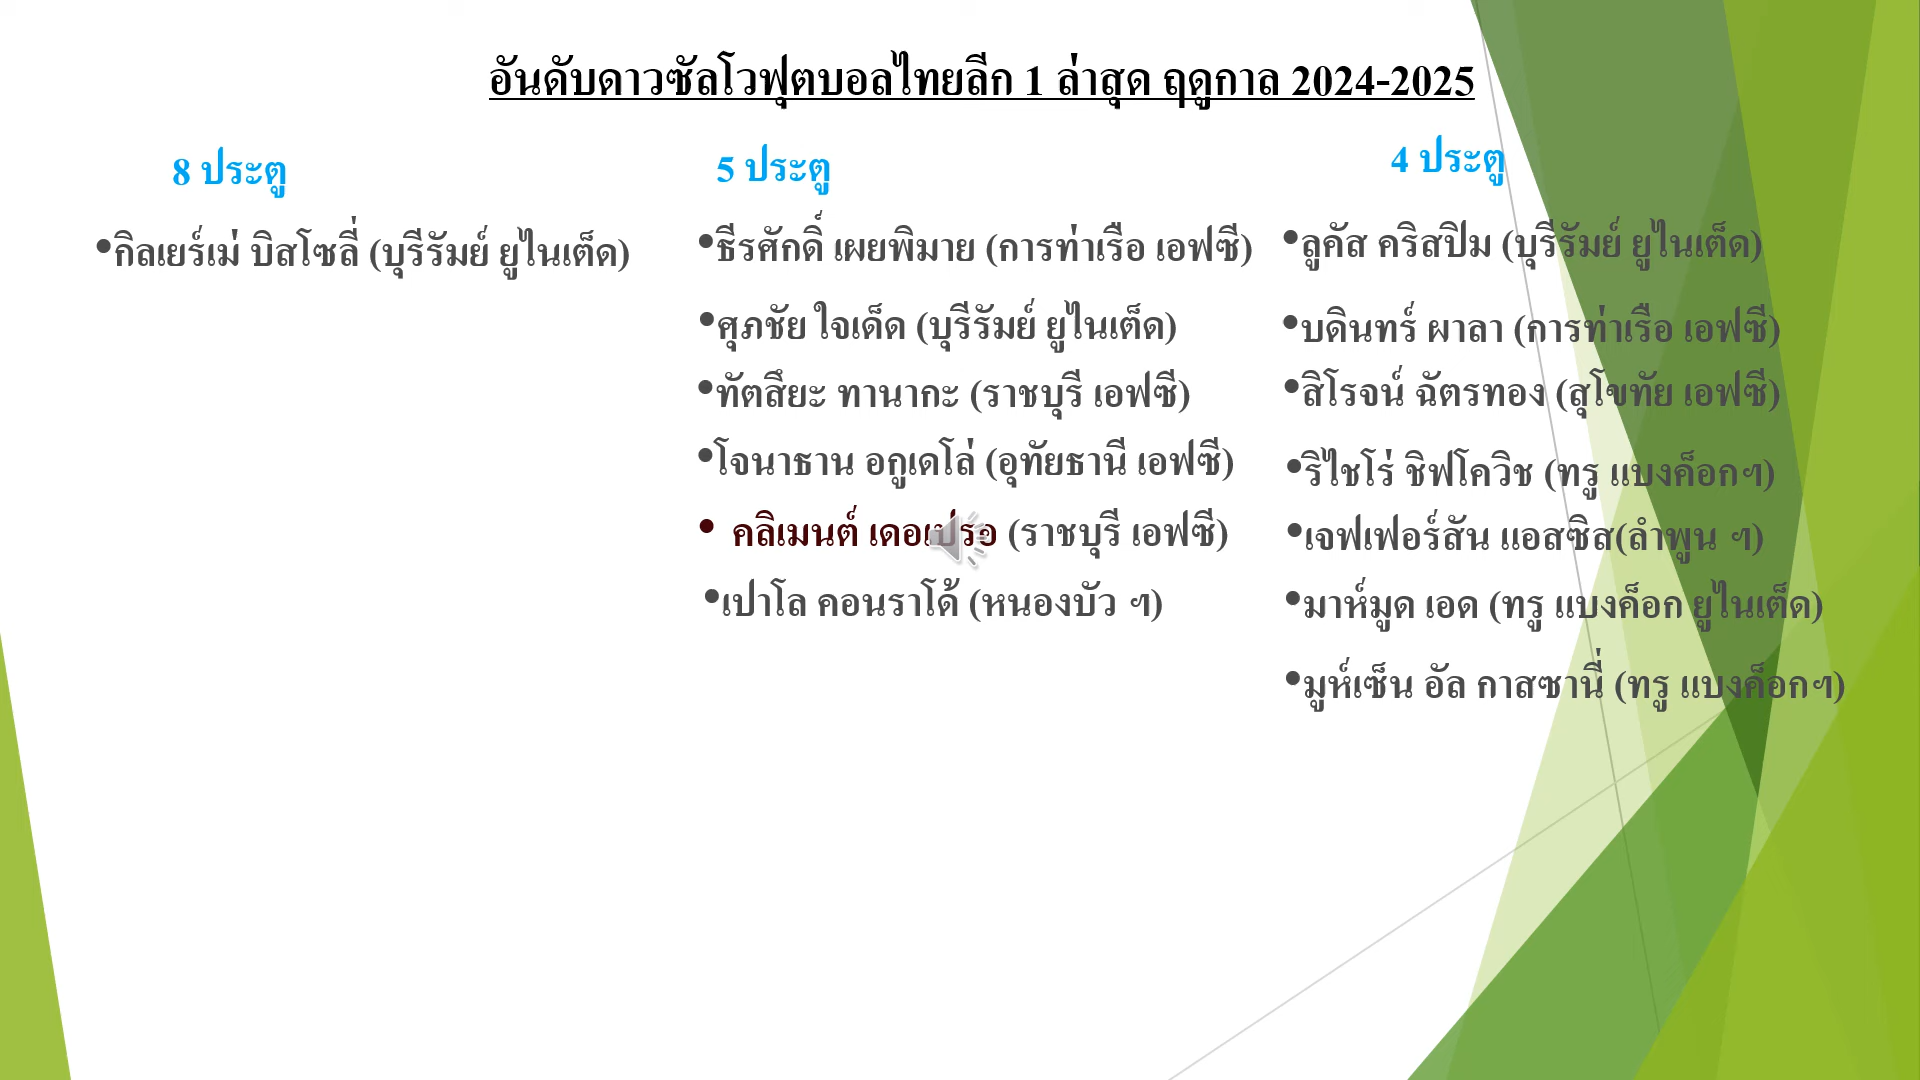 อันดับดาวซัลโวฟุตบอลไทยลีก 1 ล่าสุด ฤดูกาล 2024-2025
8 ประตู
•กิลเยร์เม่ บิสโซลี่ (บุรีรัมย์ ยูไนเต็ด)
5 ประตู
•ธีรศักดิ์ เผยพิมาย (การท่าเรือ เอฟซี)
•ศุภชัย ใจเด็ด (บุรีรัมย์ ยูไนเต็ด)
•ทัตสึยะ ทานากะ (ราชบุรี เอฟซี)
•โจนาธาน อกูเดโล่ (อุทัยธานี เอฟซี)
• คลิเมนต์ เดอเปรอ (ราชบุรี เอฟซี)
•เปาโล คอนราโด้ (หนองบัว ฯ)
4 ประตู
•ลูคัส คริสปิม (บุรีรัมย์ ยูไนเต็ด)
•บดินทร์ ผาลา (การท่าเรือ เอฟซี)
•สิโรจน์ ฉัตรทอง (สุโขทัย เอฟซี)
•ริไชโร่ ชิฟโควิช (ทรู แบงค็อกฯ)
•เจฟเฟอร์สัน แอสซิส(ลำพูน ฯ)
•มาห์มูด เอด (ทรู แบงค็อก ยูไนเต็ด)
•มูห์เซ็น อัล กาสซานี่ (ทรู แบงค็อกฯ)